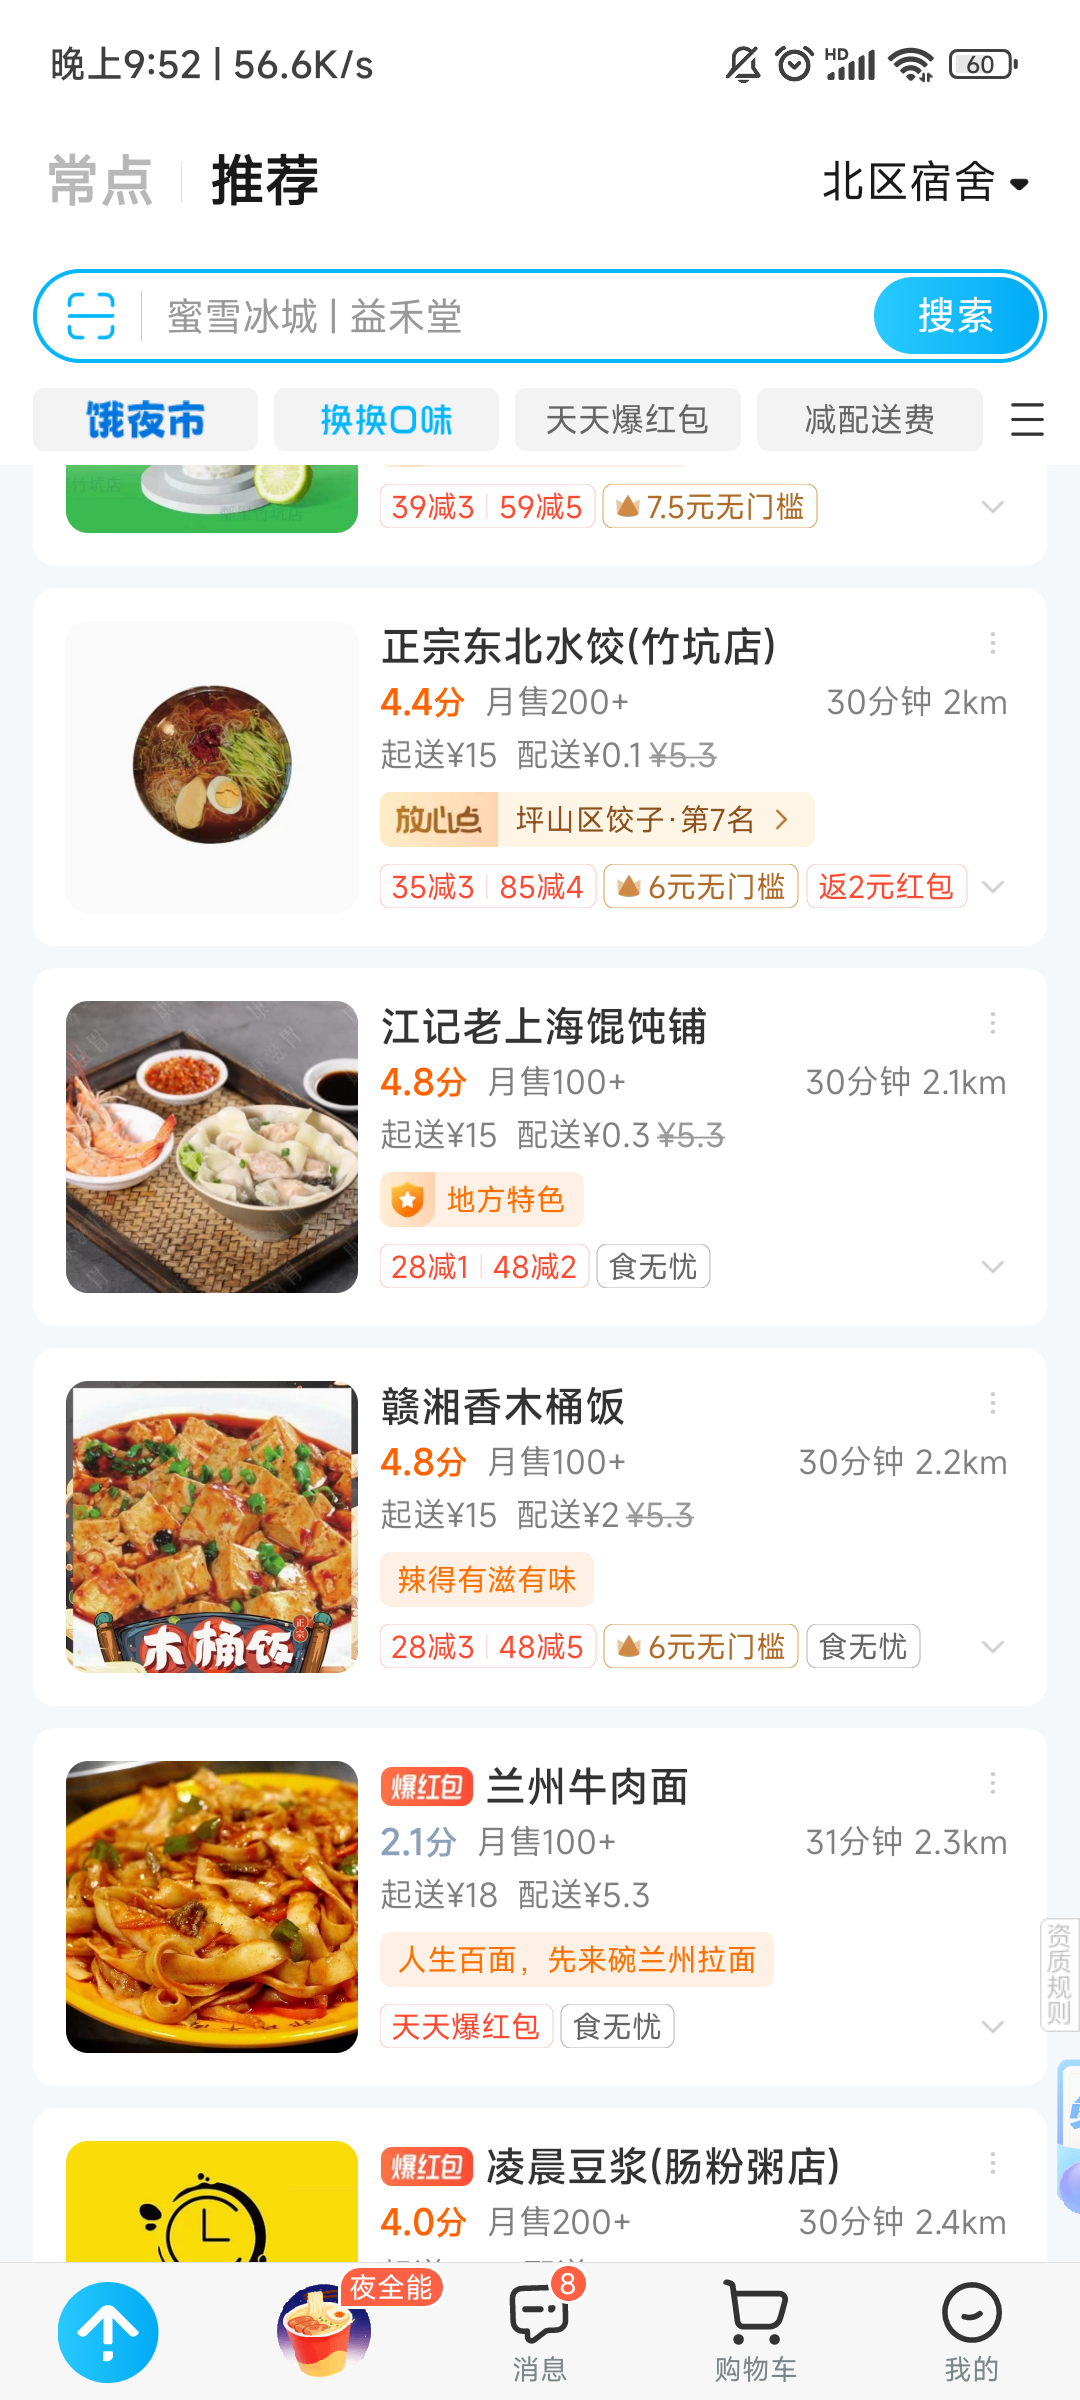 晚上9:52 | 56.6K/s
HD 60
常点 推荐 北区宿舍
蜜雪冰城 | 益禾堂 搜索
饿夜市 换换口味 天天爆红包 减配送费
39减3 59减5 7.5元无门槛
正宗东北水饺(竹坑店)
4.4分 月售200+ 30分钟 2km
起送¥15 配送¥0.1 ¥5.3
放心点 坪山区饺子·第7名
35减3 85减4 6元无门槛 返2元红包
江记老上海馄饨铺
4.8分 月售100+ 30分钟 2.1km
起送¥15 配送¥0.3 ¥5.3
地方特色
28减1 48减2 食无忧
赣湘香木桶饭
4.8分 月售100+ 30分钟 2.2km
起送¥15 配送¥2 ¥5.3
辣得有滋有味
正宗
木桶饭
28减3 48减5 6元无门槛 食无忧
爆红包 兰州牛肉面
2.1分 月售100+ 31分钟 2.3km
起送¥18 配送¥5.3
人生百面，先来碗兰州拉面
天天爆红包 食无忧
资质规则
爆红包 凌晨豆浆(肠粉粥店)
4.0分 月售200+ 30分钟 2.4km
夜全能 8
消息 购物车 我的